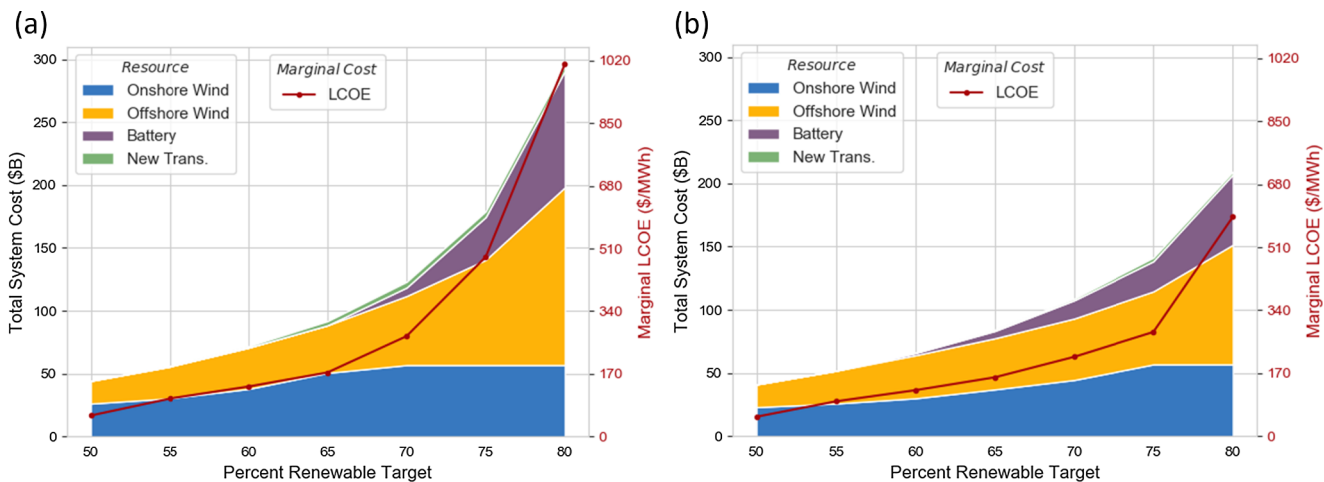 (a)
Resource
Onshore Wind
Offshore Wind
Battery
New Trans.
Marginal Cost
LCOE
Total System Cost ($B)
300
250
200
150
100
50
0
50 55 60 65 70 75 80
Percent Renewable Target
1020
850
680
510
340
170
0
Marginal LCOE ($/MWh)
(b)
Resource
Onshore Wind
Offshore Wind
Battery
New Trans.
Marginal Cost
LCOE
Total System Cost ($B)
300
250
200
150
100
50
0
50 55 60 65 70 75 80
Percent Renewable Target
1020
850
680
510
340
170
0
Marginal LCOE ($/MWh)